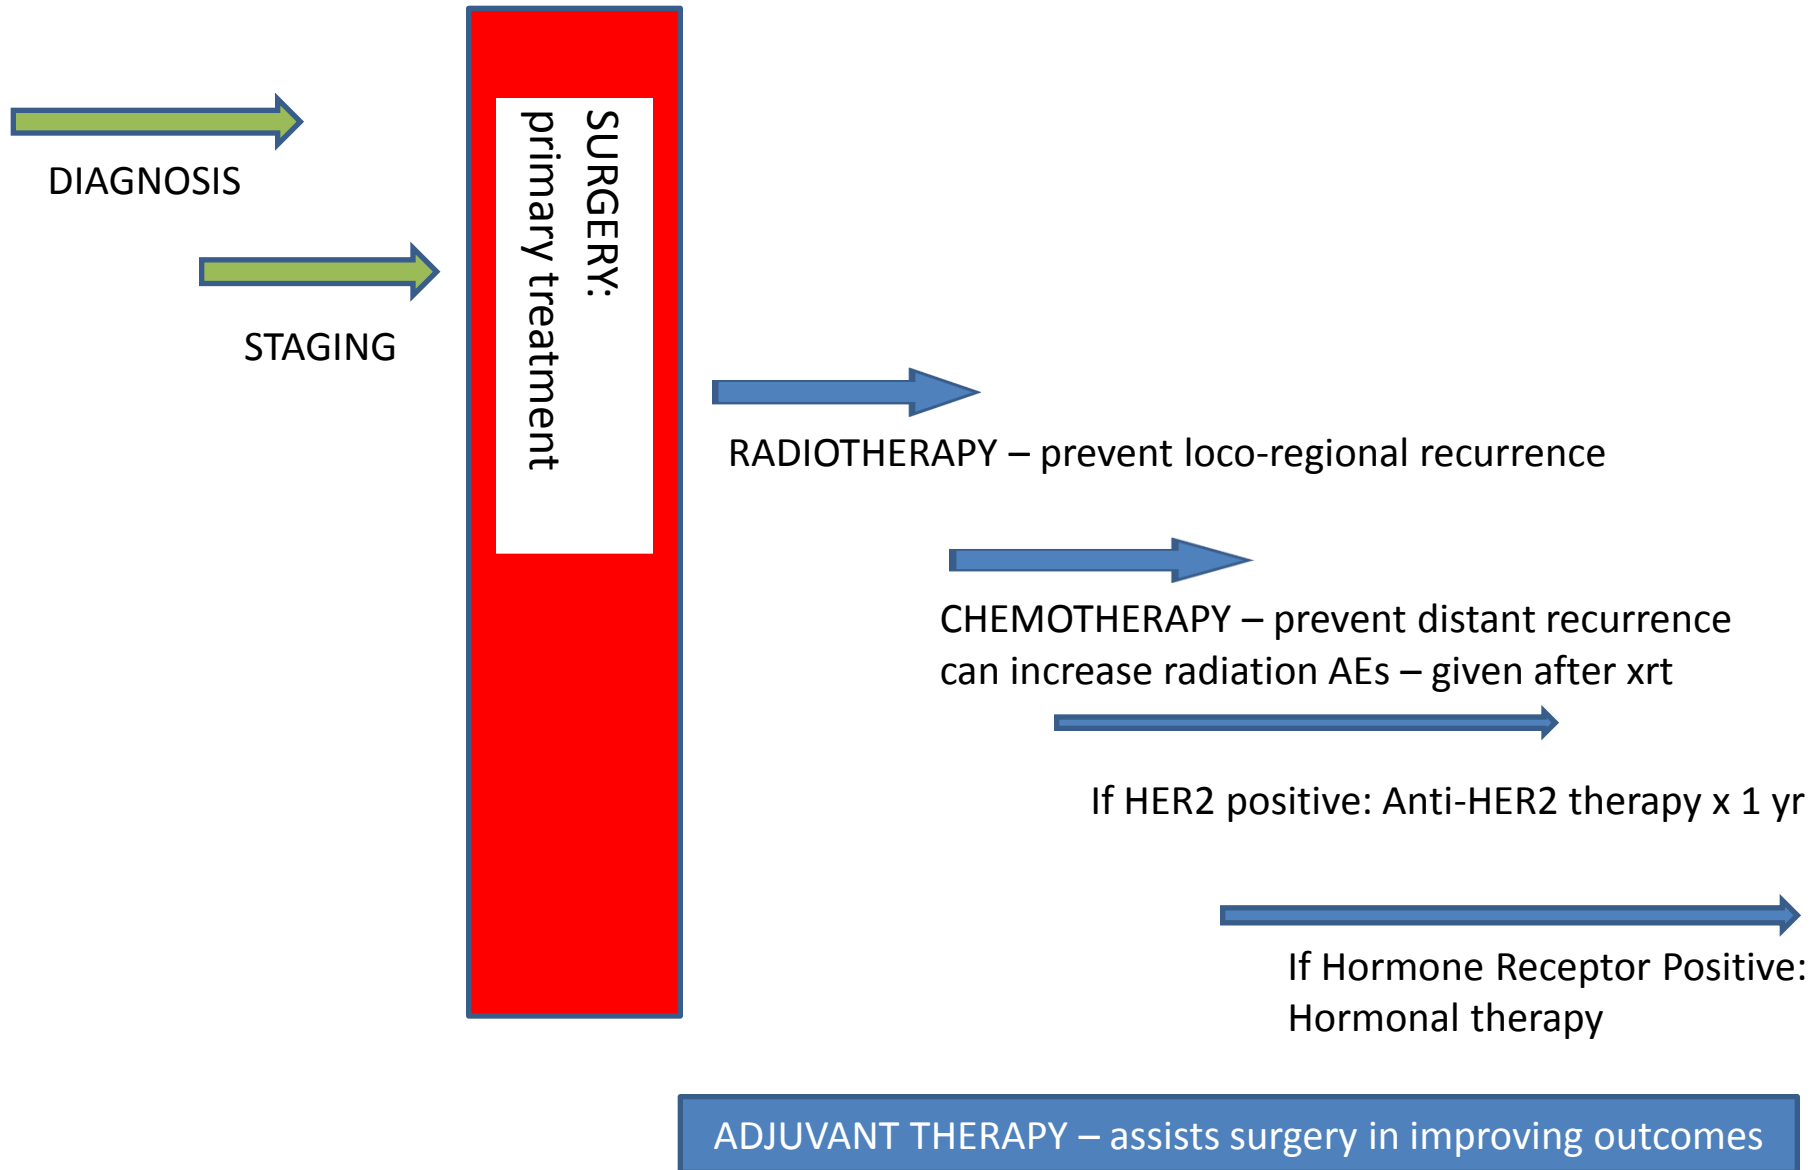 DIAGNOSIS
STAGING
SURGERY:
primary treatment
RADIOTHERAPY – prevent loco-regional recurrence
CHEMOTHERAPY – prevent distant recurrence
can increase radiation AEs – given after xrt
If HER2 positive: Anti-HER2 therapy x 1 yr
If Hormone Receptor Positive:
Hormonal therapy
ADJUVANT THERAPY – assists surgery in improving outcomes